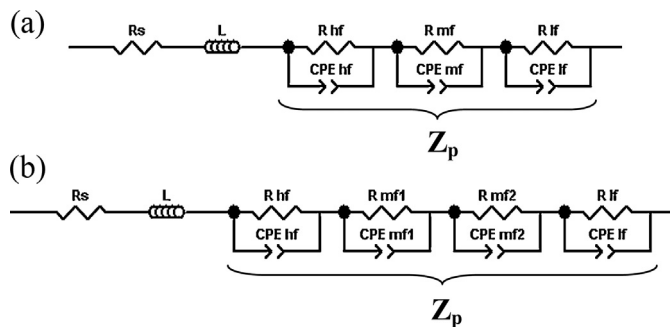 (a)
Rs L R hf R mf R lf
CPE hf CPE mf CPE lf
Zp
(b)
Rs L R hf R mf1 R mf2 R lf
CPE hf CPE mf1 CPE mf2 CPE lf
Zp